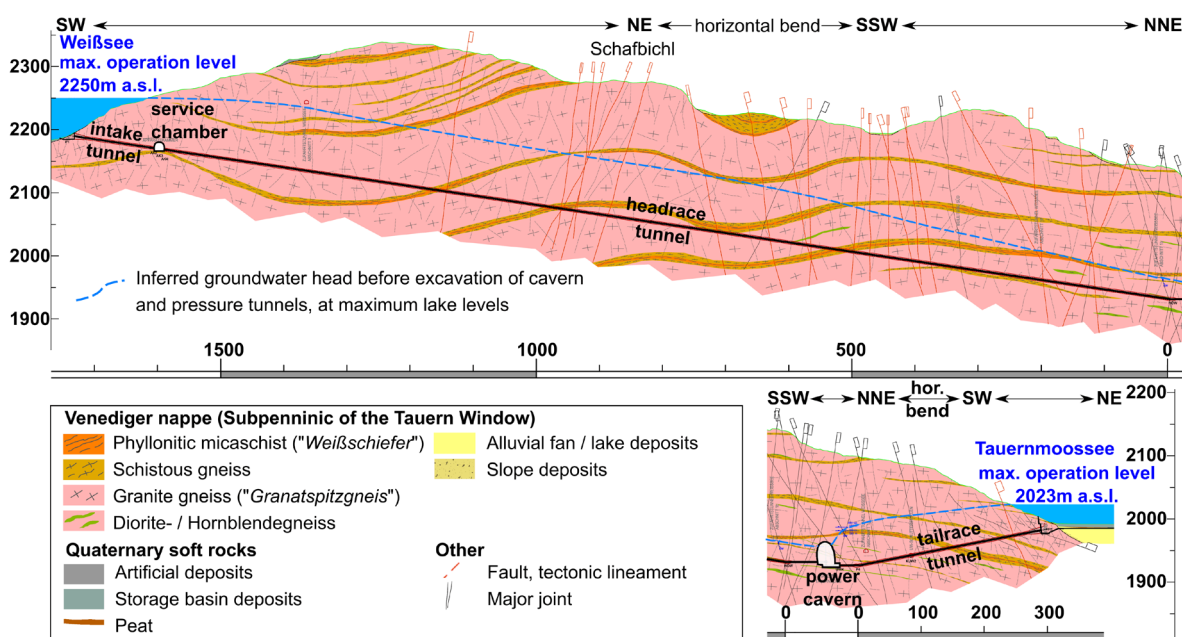 SW
NE
horizontal bend
SSW
NNE
Weißsee
max. operation level
2250m a.s.l.
Schafbichl
2300
2200
2100
2000
1900
service
chamber
intake
tunnel
headrace
tunnel
Inferred groundwater head before excavation of cavern
and pressure tunnels, at maximum lake levels
1500
1000
500
0
Venediger nappe (Subpenninic of the Tauern Window)
Phyllonitic micaschist ("Weißschiefer")
Schistous gneiss
Granite gneiss ("Granatspitzgneis")
Diorite- / Hornblendegneiss
Quaternary soft rocks
Artificial deposits
Storage basin deposits
Peat
Alluvial fan / lake deposits
Slope deposits
Other
Fault, tectonic lineament
Major joint
SSW
NNE
hor.
bend
SW
NE
2200
2100
2000
1900
Tauernmoossee
max. operation level
2023m a.s.l.
tailrace
tunnel
power
cavern
0
0
100
200
300